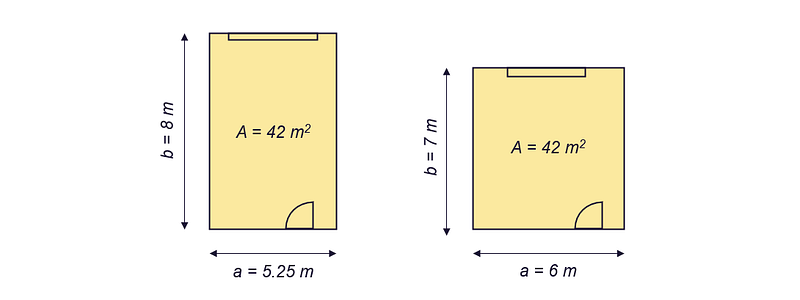 b = 8 m
A = 42 m²
a = 5.25 m
b = 7 m
A = 42 m²
a = 6 m